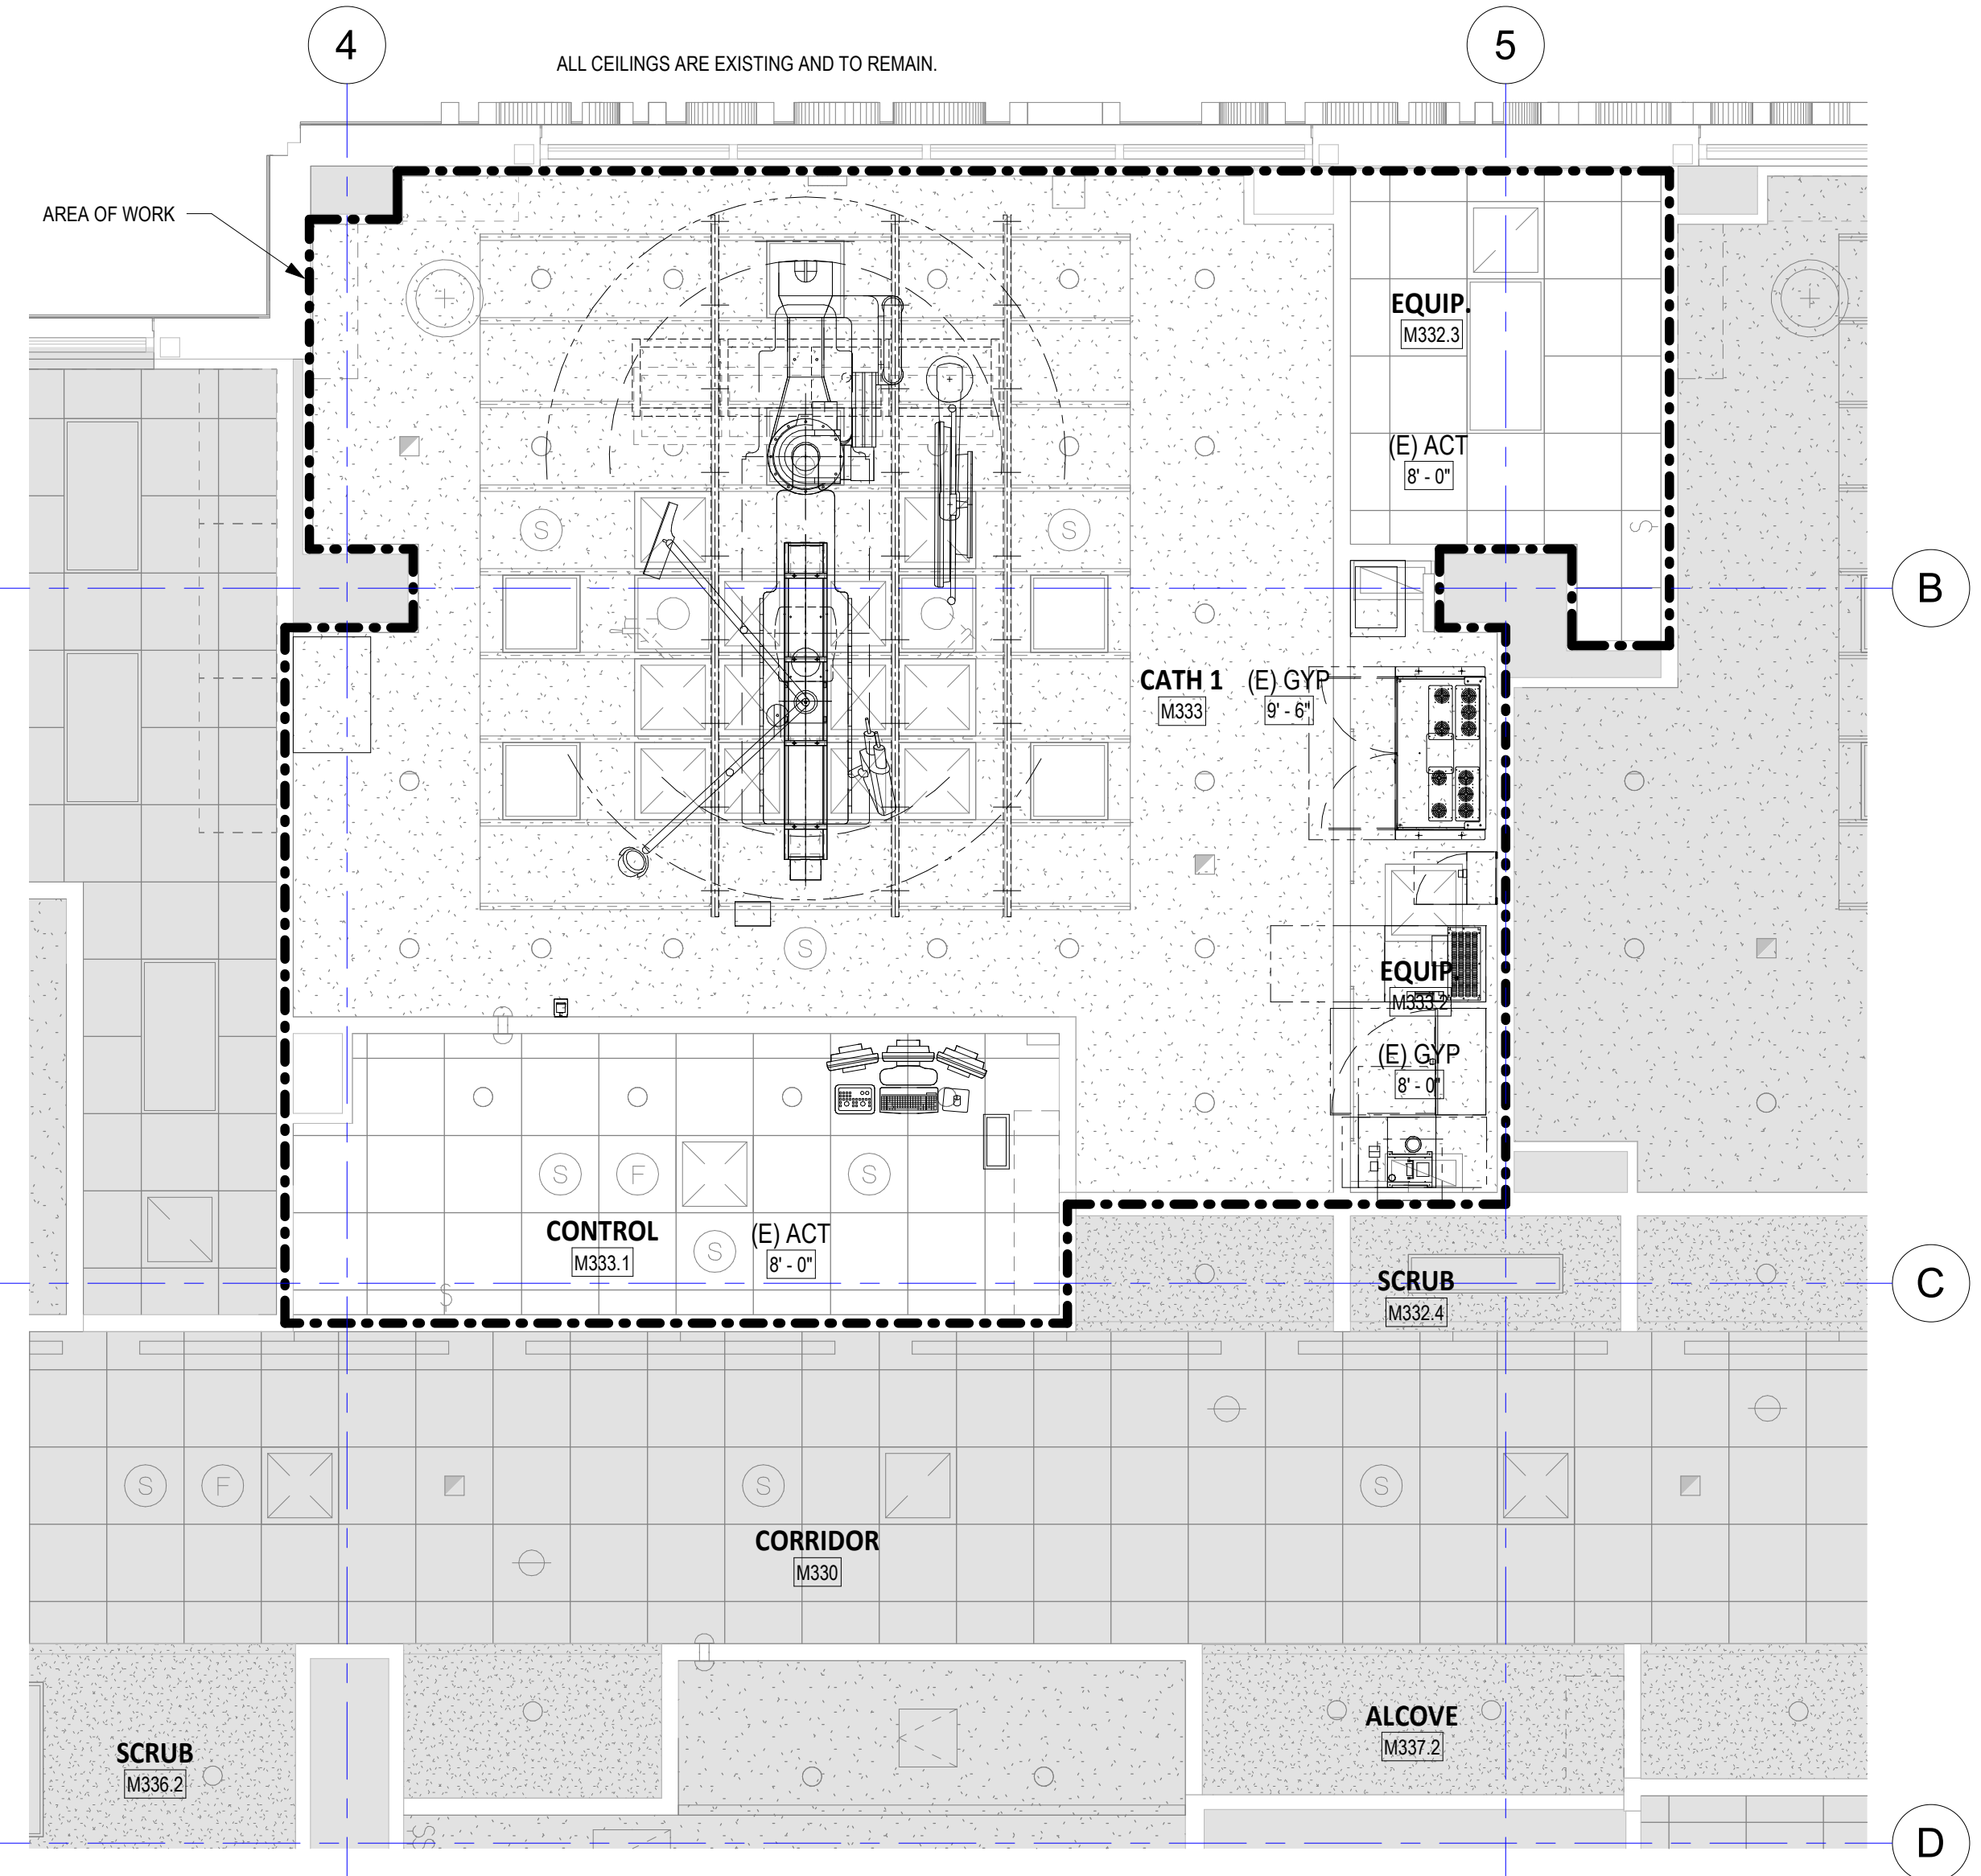 4
5
ALL CEILINGS ARE EXISTING AND TO REMAIN.
AREA OF WORK
EQUIP.
M332.3
(E) ACT
8' - 0"
S
S
S
B
CATH 1
M333
(E) GYP
9' - 6"
S
EQUIP.
M333.2
(E) GYP
8' - 0"
S
F
S
CONTROL
M333.1
S
(E) ACT
8' - 0"
S
SCRUB
M332.4
C
S
F
S
S
CORRIDOR
M330
SCRUB
M336.2
ALCOVE
M337.2
S
D